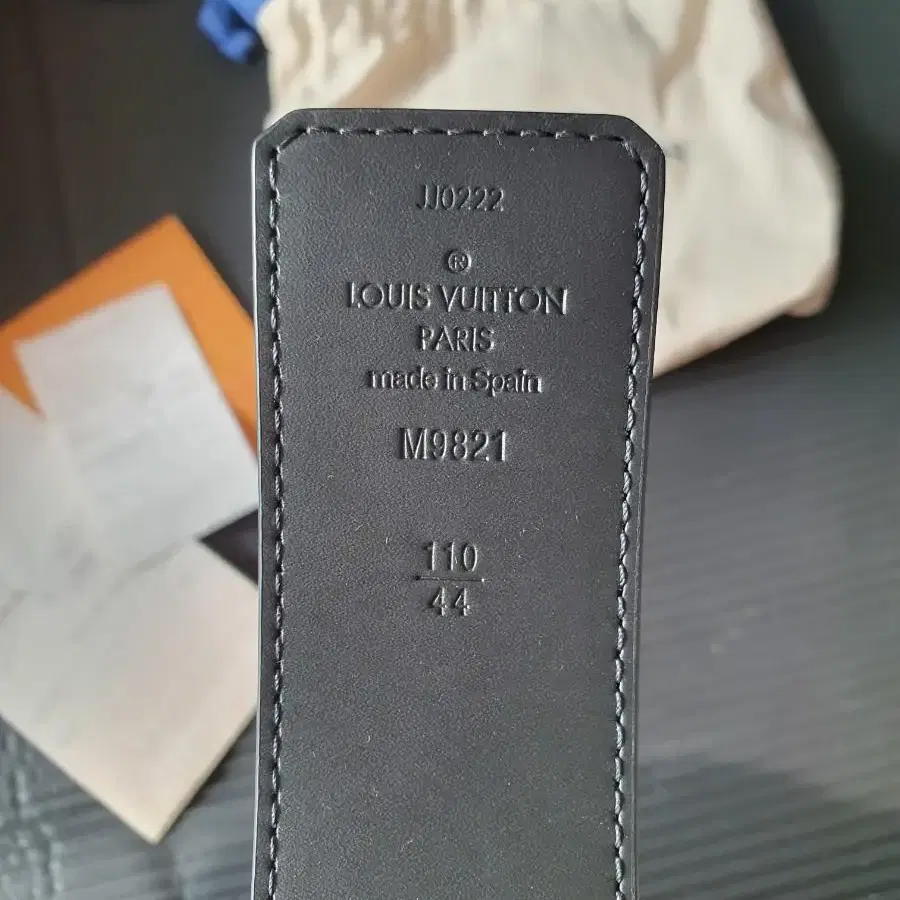 JJ0222
®
LOUIS VUITTON
PARIS
made in Spain
M9821
110
44